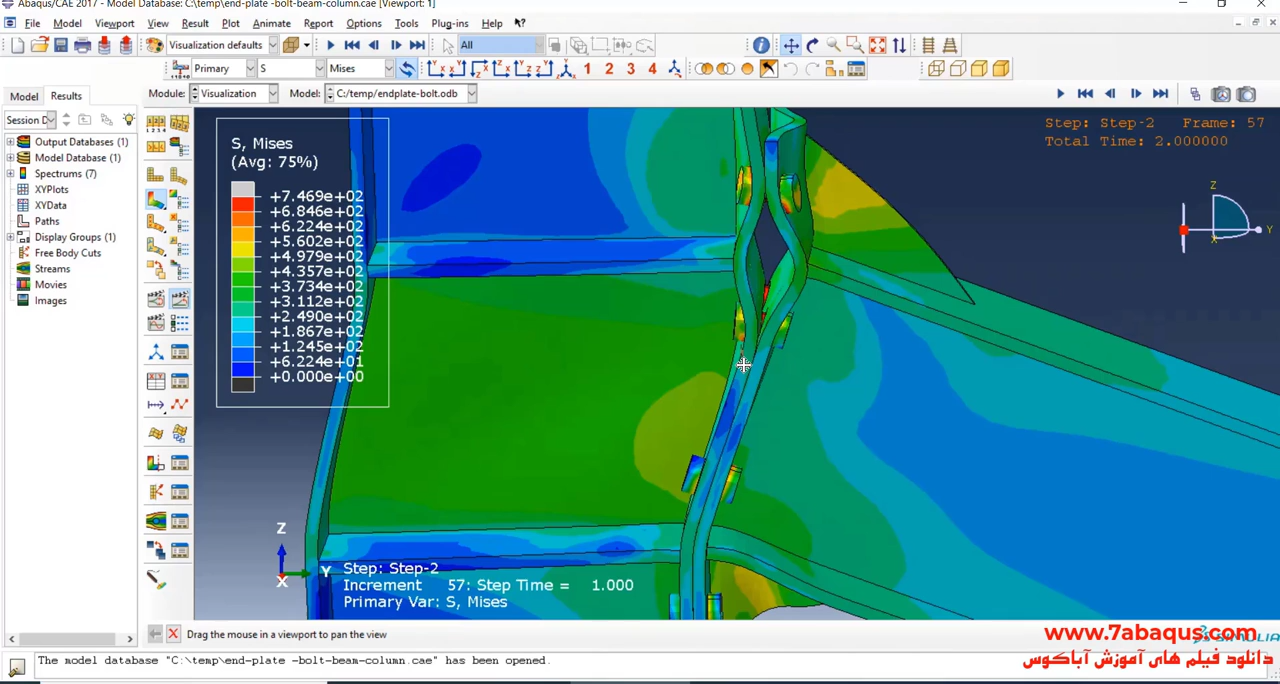 Abaqus/CAE 2017 - Model Database: C:\temp\end-plate -bolt-beam-column.cae [Viewport: 1]
File Model Viewport View Result Plot Animate Report Options Tools Plug-ins Help
Visualization defaults All
Primary S Mises 1 2 3 4
Model Results Module: Visualization Model: C:/temp/endplate-bolt.odb
Session D
Output Databases (1)
Model Database (1)
Spectrums (7)
XYPlots
XYData
Paths
Display Groups (1)
Free Body Cuts
Streams
Movies
Images
S, Mises
(Avg: 75%)
+7.469e+02
+6.846e+02
+6.224e+02
+5.602e+02
+4.979e+02
+4.357e+02
+3.734e+02
+3.112e+02
+2.490e+02
+1.867e+02
+1.245e+02
+6.224e+01
+0.000e+00
Step: Step-2 Frame: 57
Total Time: 2.000000
Z
Y
X
Z
Y
X
Step: Step-2
Increment 57: Step Time = 1.000
Primary Var: S, Mises
Drag the mouse in a viewport to pan the view
www.7abaqus.com
دانلود فیلم های آموزش آباکوس
The model database "C:\temp\end-plate -bolt-beam-column.cae" has been opened.